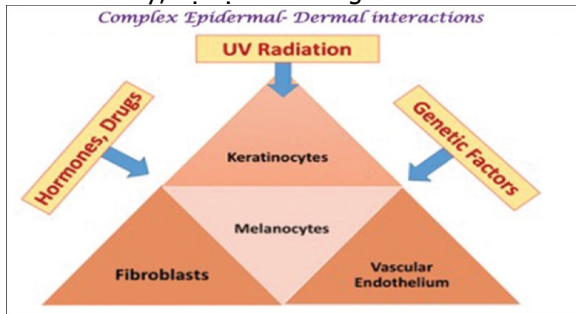 Complex Epidermal- Dermal interactions
UV Radiation
Hormones, Drugs
Genetic Factors
Keratinocytes
Melanocytes
Fibroblasts
Vascular
Endothelium